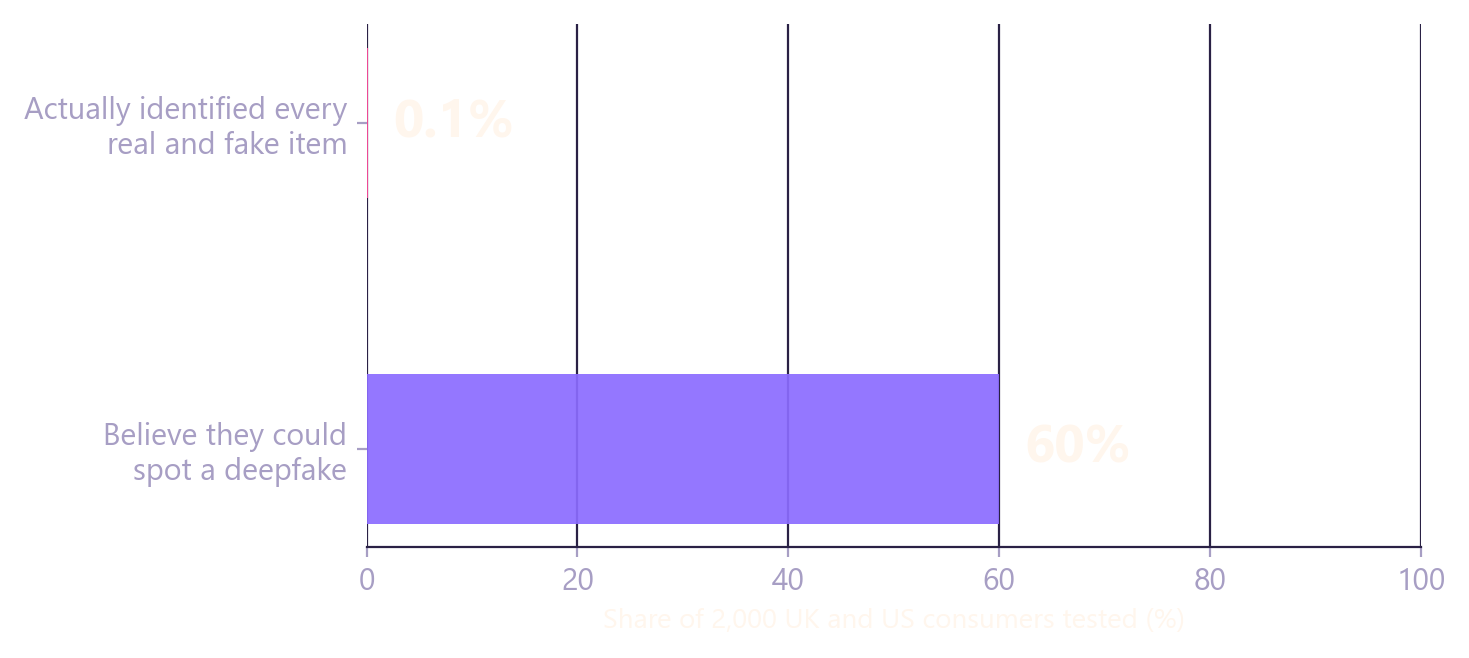 Actually identified every
real and fake item
0.1%
Believe they could
spot a deepfake
60%
0 20 40 60 80 100
Share of 2,000 UK and US consumers tested (%)